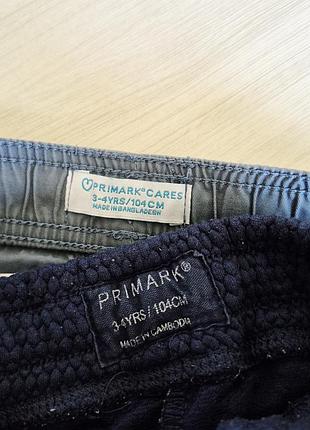 PRIMARK® CARES
3-4YRS/104CM
MADE IN BANGLADESH
PRIMARK®
3-4YRS/104CM
MADE IN CAMBODIA